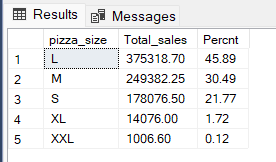 Results Messages
pizza_size Total_sales Percnt
1 L 375318.70 45.89
2 M 249382.25 30.49
3 S 178076.50 21.77
4 XL 14076.00 1.72
5 XXL 1006.60 0.12